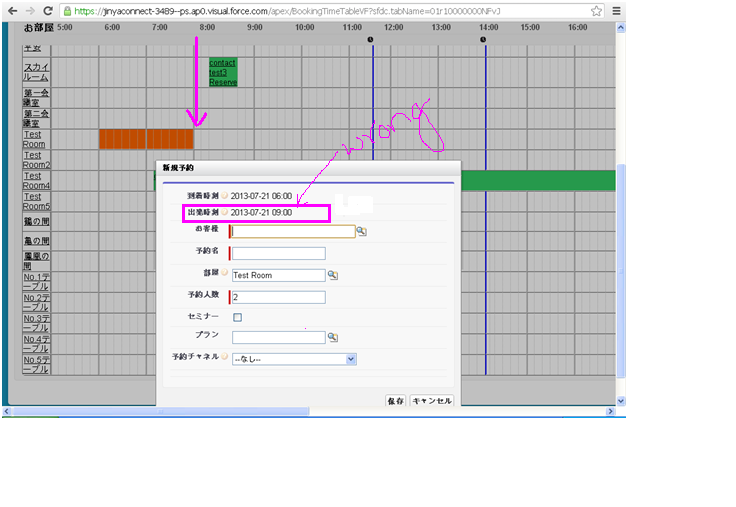 https://jinyaconnect-3489--ps.ap0.visual.force.com/apex/BookingTimeTableVF?sfdc.tabName=01r10000000NFvJ
お部屋 5:00 6:00 7:00 8:00 9:00 10:00 11:00 12:00 13:00 14:00 15:00 16:00
スカイ
ルーム
contact
test3
Reserve
第一会
議室
第二会
議室
Test
Room
Test
Room2
Test
Room4
Test
Room5
鶴の間
亀の間
鳳凰の
間
No.1テ
ーブル
No.2テ
ーブル
No.3テ
ーブル
No.4テ
ーブル
No.5テ
ーブル
新規予約
到着時刻 2013-07-21 06:00
出発時刻 2013-07-21 09:00
お客様
予約名
部屋 Test Room
予約人数 2
セミナー
プラン
予約チャネル --なし--
保存 キャンセル
wrong